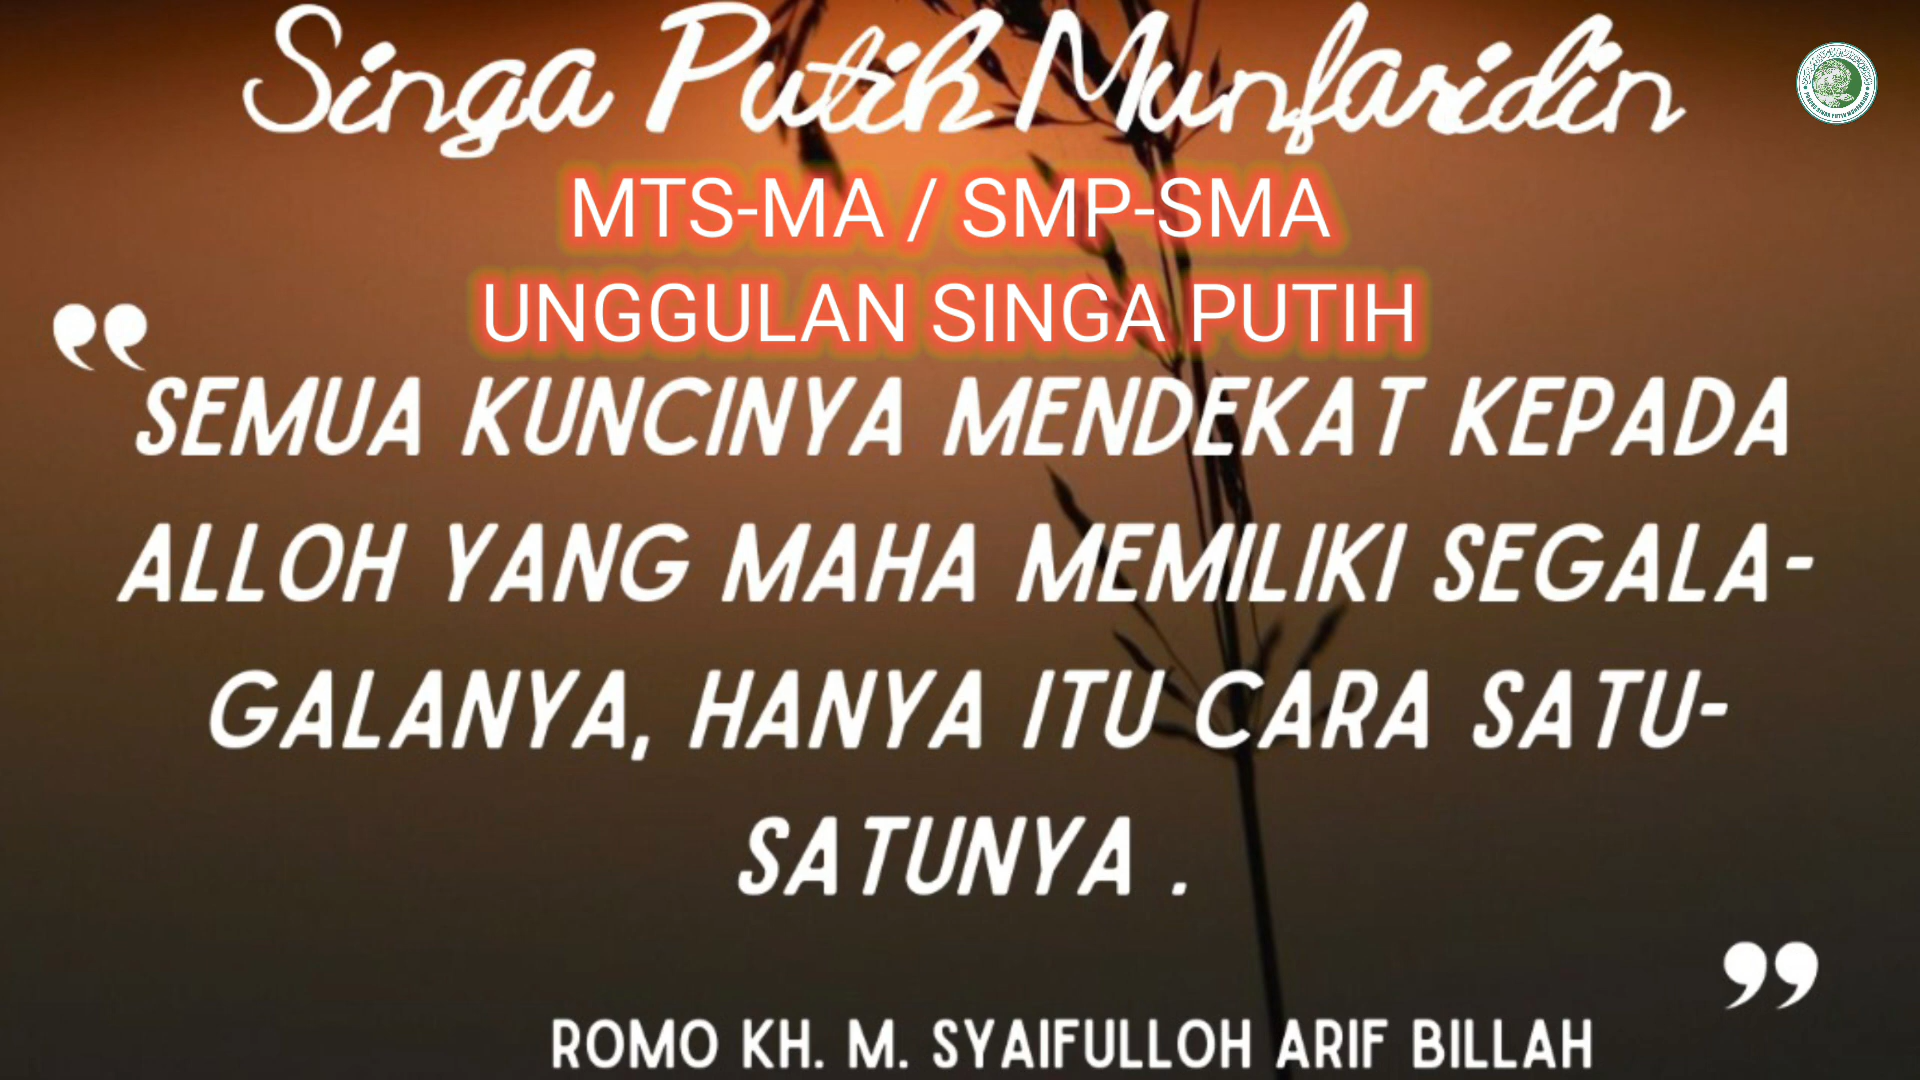 Singa Putih Munfaridin
MTS-MA / SMP-SMA
UNGGULAN SINGA PUTIH
SEMUA KUNCINYA MENDEKAT KEPADA
ALLOH YANG MAHA MEMILIKI SEGALA-
GALANYA, HANYA ITU CARA SATU-
SATUNYA .
ROMO KH. M. SYAIFULLOH ARIF BILLAH